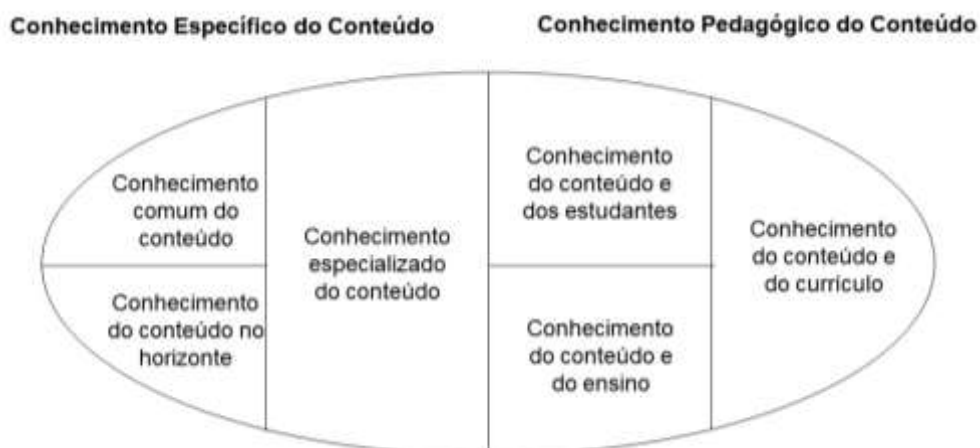 Conhecimento Específico do Conteúdo
Conhecimento Pedagógico do Conteúdo
Conhecimento
comum do
conteúdo
Conhecimento
do conteúdo no
horizonte
Conhecimento
especializado
do conteúdo
Conhecimento
do conteúdo e
dos estudantes
Conhecimento
do conteúdo e
do ensino
Conhecimento
do conteúdo e
do currículo